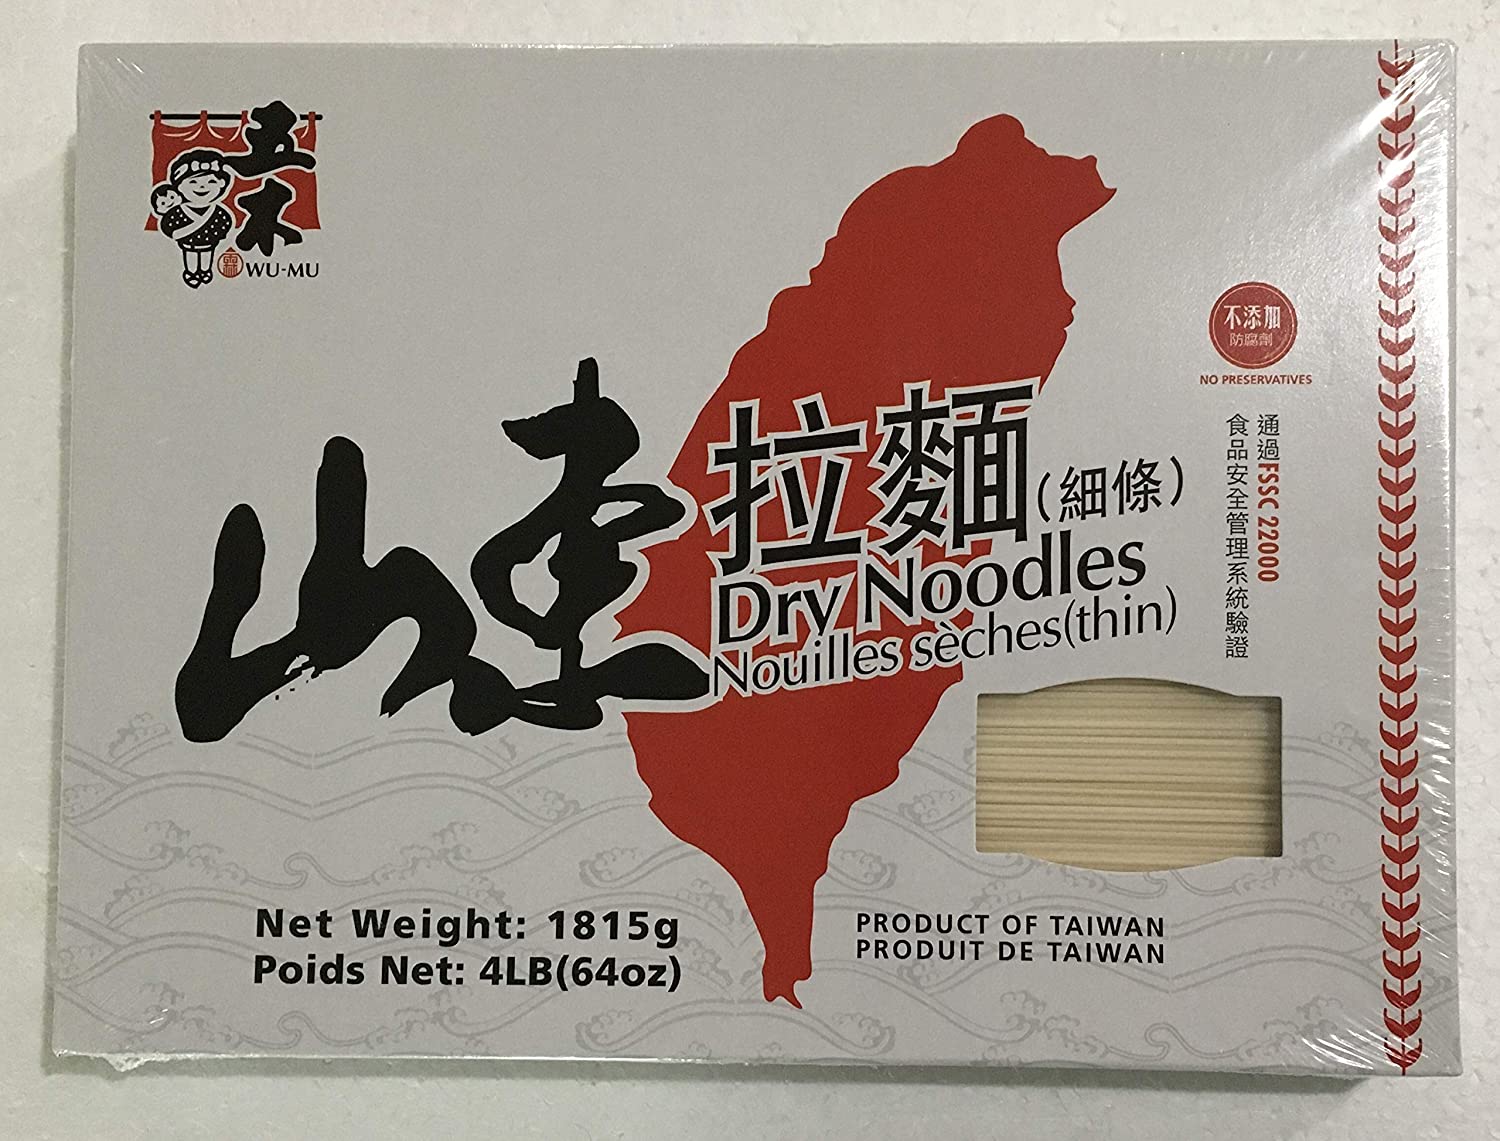 五木
WU-MU
不添加
防腐劑
NO PRESERVATIVES
通過FSSC 22000
食品安全管理系統驗證
山東
拉麵(細條)
Dry Noodles
Nouilles sèches(thin)
Net Weight: 1815g
Poids Net: 4LB(64oz)
PRODUCT OF TAIWAN
PRODUIT DE TAIWAN